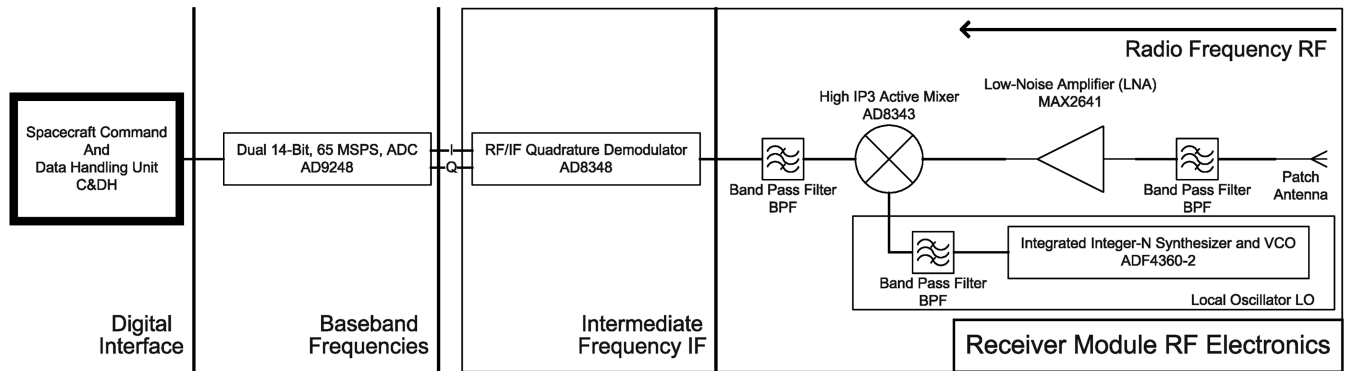 Radio Frequency RF
Spacecraft Command
And
Data Handling Unit
C&DH
Dual 14-Bit, 65 MSPS, ADC
AD9248
I
Q
RF/IF Quadrature Demodulator
AD8348
Band Pass Filter
BPF
High IP3 Active Mixer
AD8343
Low-Noise Amplifier (LNA)
MAX2641
Band Pass Filter
BPF
Patch
Antenna
Band Pass Filter
BPF
Integrated Integer-N Synthesizer and VCO
ADF4360-2
Local Oscillator LO
Digital
Interface
Baseband
Frequencies
Intermediate
Frequency IF
Receiver Module RF Electronics